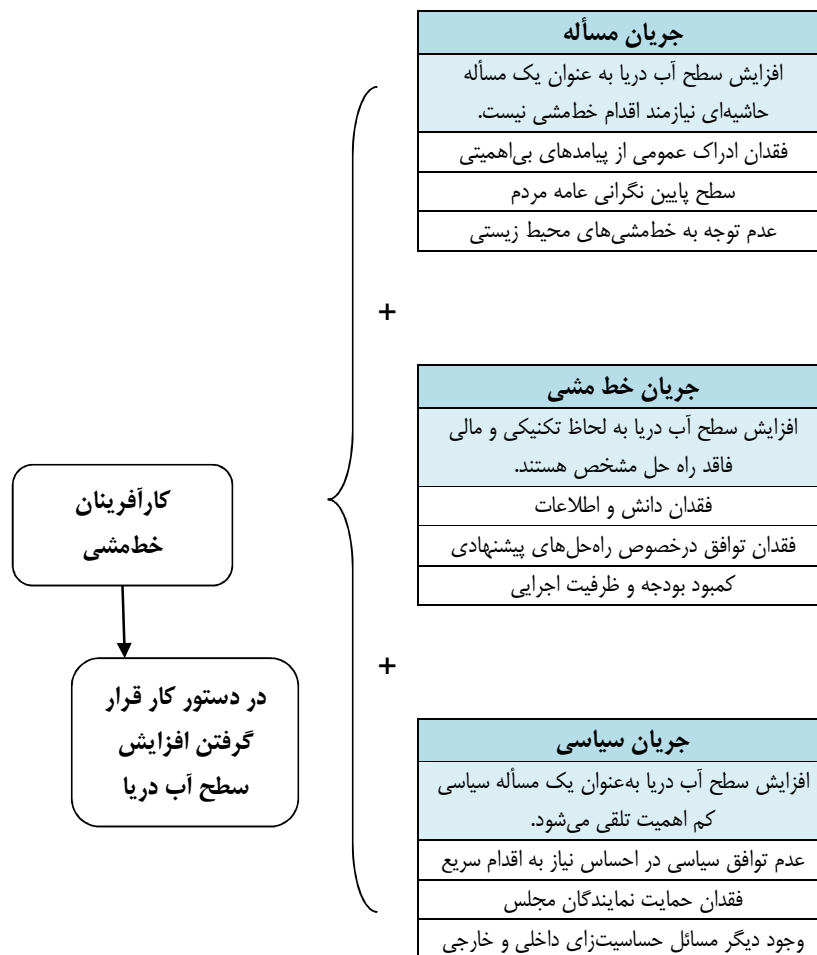 جریان مسأله
افزایش سطح آب دریا به عنوان یک مسأله
حاشیه‌ای نیازمند اقدام خط‌مشی نیست.
فقدان ادراک عمومی از پیامدهای بی‌اهمیتی
سطح پایین نگرانی عامه مردم
عدم توجه به خط‌مشی‌های محیط زیستی
+
جریان خط مشی
افزایش سطح آب دریا به لحاظ تکنیکی و مالی
فاقد راه حل مشخص هستند.
فقدان دانش و اطلاعات
فقدان توافق درخصوص راه‌حل‌های پیشنهادی
کمبود بودجه و ظرفیت اجرایی
+
جریان سیاسی
افزایش سطح آب دریا به‌عنوان یک مسأله سیاسی
کم اهمیت تلقی می‌شود.
عدم توافق سیاسی در احساس نیاز به اقدام سریع
فقدان حمایت نمایندگان مجلس
وجود دیگر مسائل حساسیت‌زای داخلی و خارجی
کارآفرینان
خط‌مشی
در دستور کار قرار
گرفتن افزایش
سطح آب دریا